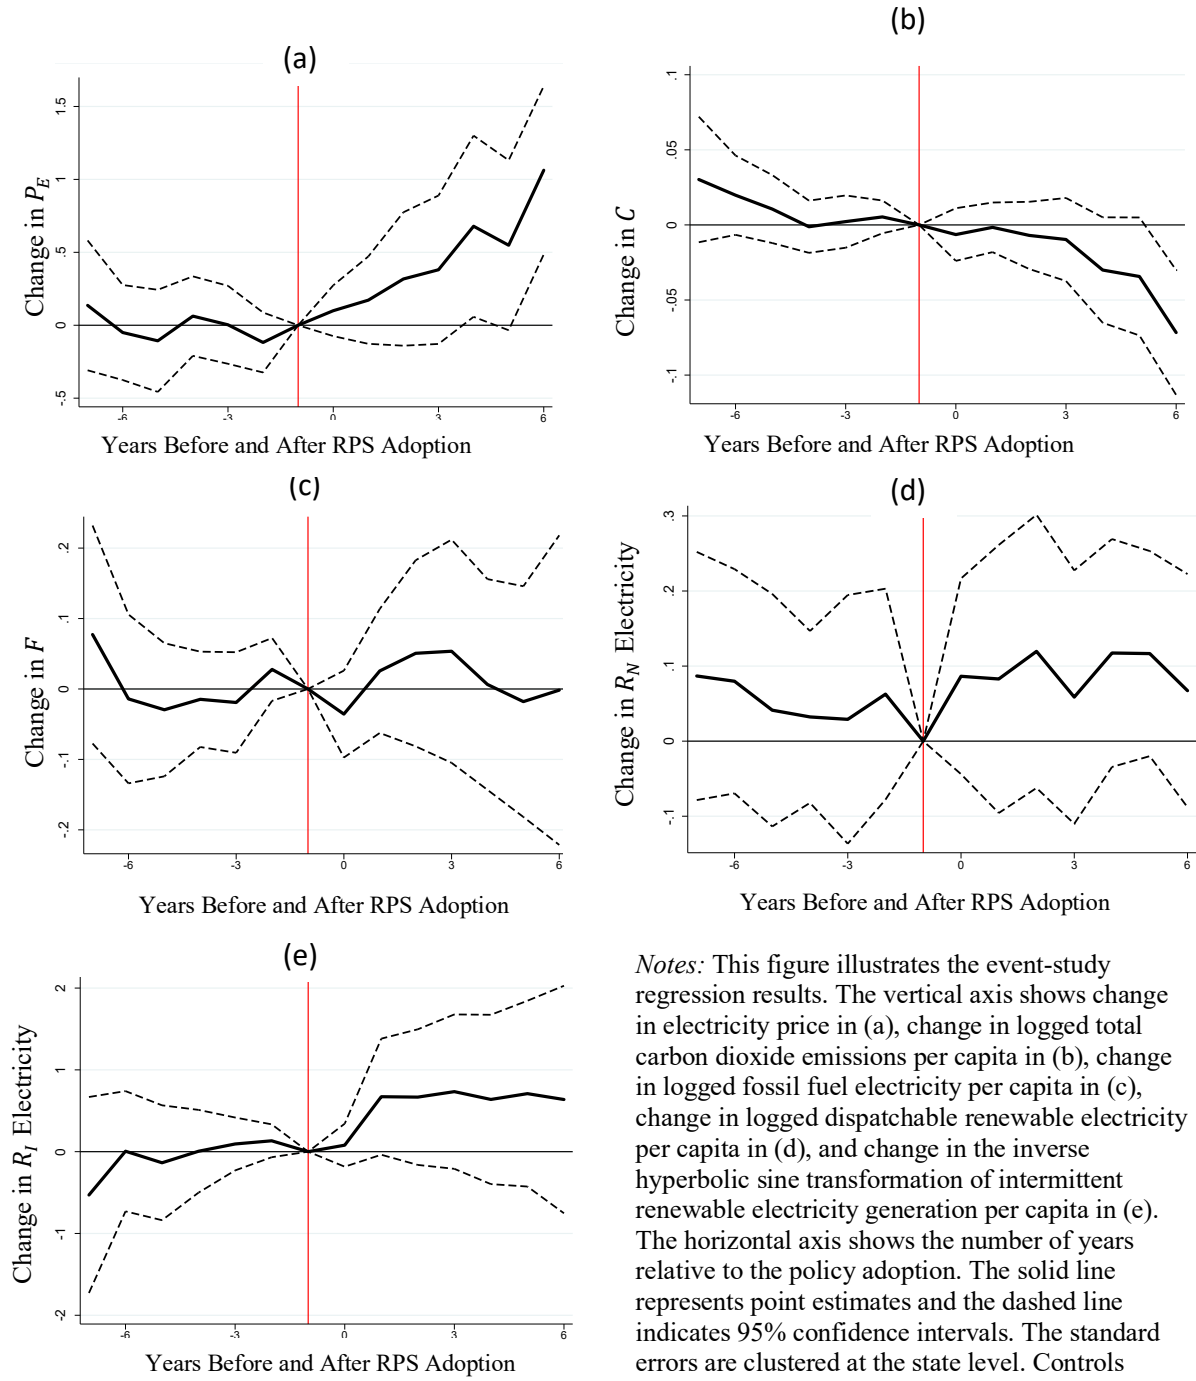 (a)
Change in P_E
1.5
1
.5
0
-.5
-6
-3
0
3
6
Years Before and After RPS Adoption
(b)
Change in C
.1
.05
0
-.05
-.1
-6
-3
0
3
6
Years Before and After RPS Adoption
(c)
Change in F
.2
.1
0
-.1
-.2
-6
-3
0
3
6
Years Before and After RPS Adoption
(d)
Change in R_N Electricity
.3
.2
.1
0
-.1
-6
-3
0
3
6
Years Before and After RPS Adoption
(e)
Change in R_I Electricity
2
1
0
-1
-2
-6
-3
0
3
6
Years Before and After RPS Adoption
Notes: This figure illustrates the event-study
regression results. The vertical axis shows change
in electricity price in (a), change in logged total
carbon dioxide emissions per capita in (b), change
in logged fossil fuel electricity per capita in (c),
change in logged dispatchable renewable electricity
per capita in (d), and change in the inverse
hyperbolic sine transformation of intermittent
renewable electricity generation per capita in (e).
The horizontal axis shows the number of years
relative to the policy adoption. The solid line
represents point estimates and the dashed line
indicates 95% confidence intervals. The standard
errors are clustered at the state level. Controls